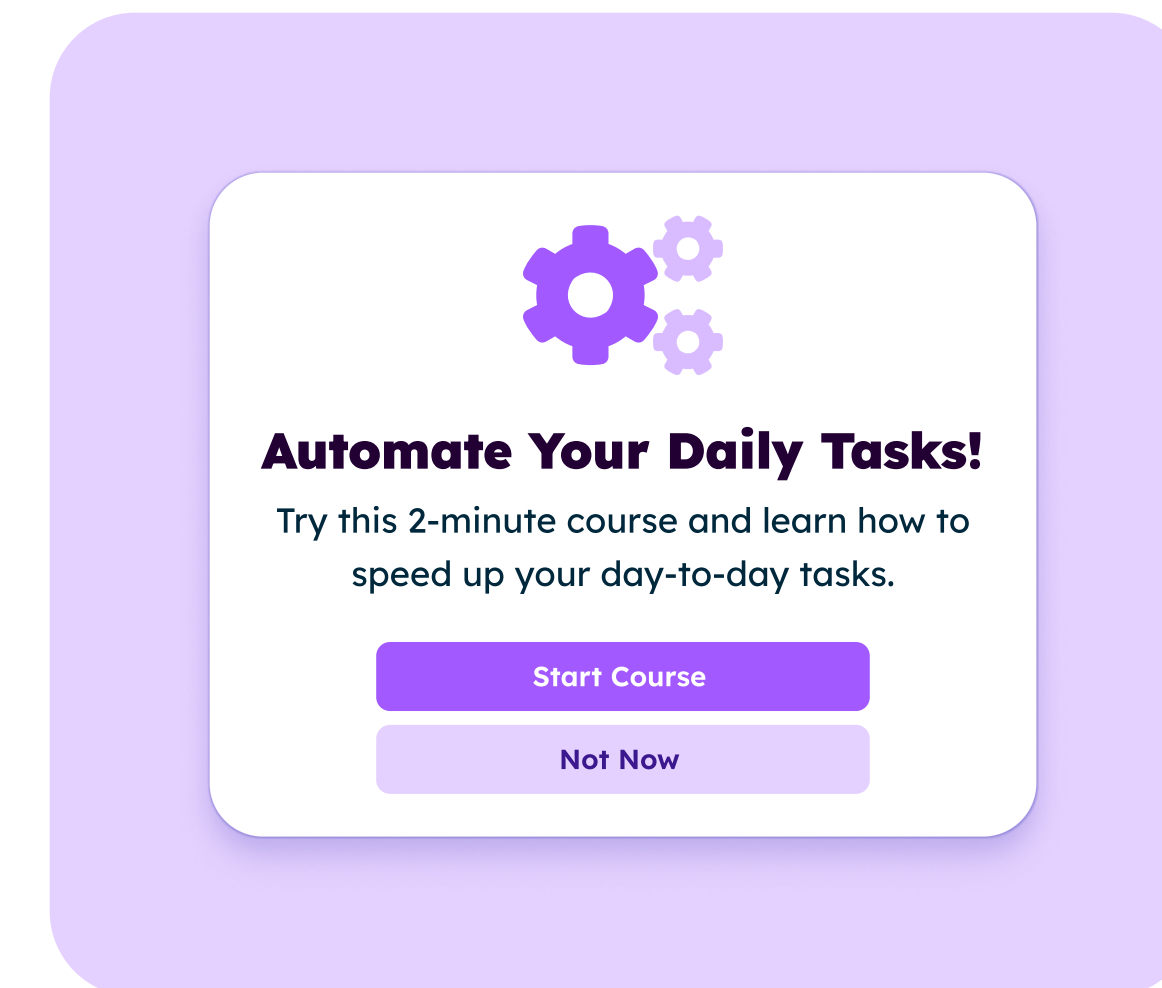 Automate Your Daily Tasks!
Try this 2-minute course and learn how to
speed up your day-to-day tasks.
Start Course
Not Now